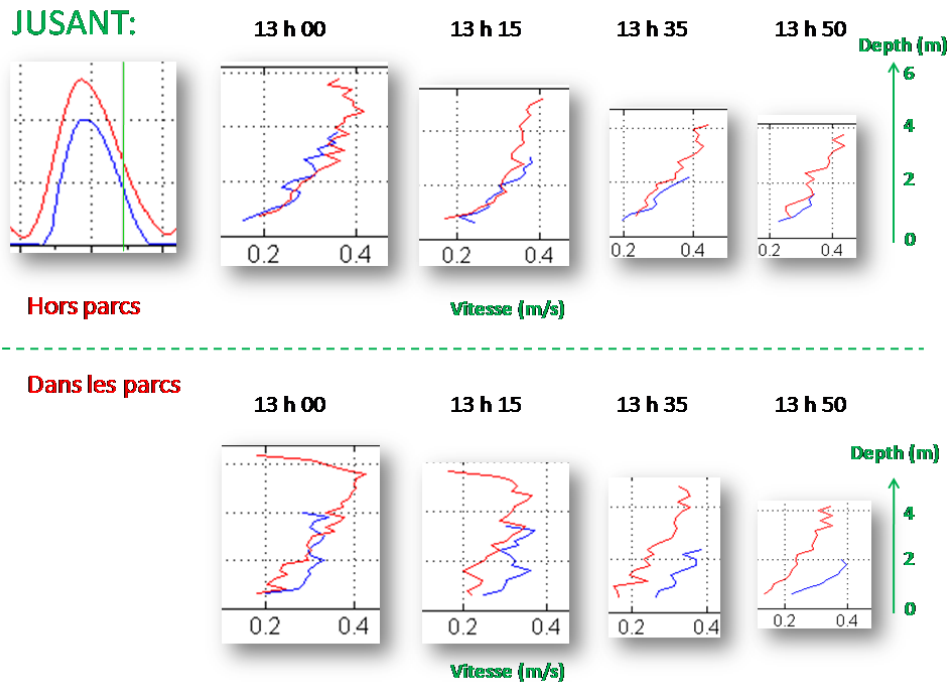 JUSANT:
13 h 00
13 h 15
13 h 35
13 h 50
Depth (m)
6
4
2
0
0.2 0.4
0.2 0.4
0.2 0.4
0.2 0.4
Hors parcs
Vitesse (m/s)
Dans les parcs
13 h 00
13 h 15
13 h 35
13 h 50
Depth (m)
4
2
0
0.2 0.4
0.2 0.4
0.2 0.4
0.2 0.4
Vitesse (m/s)